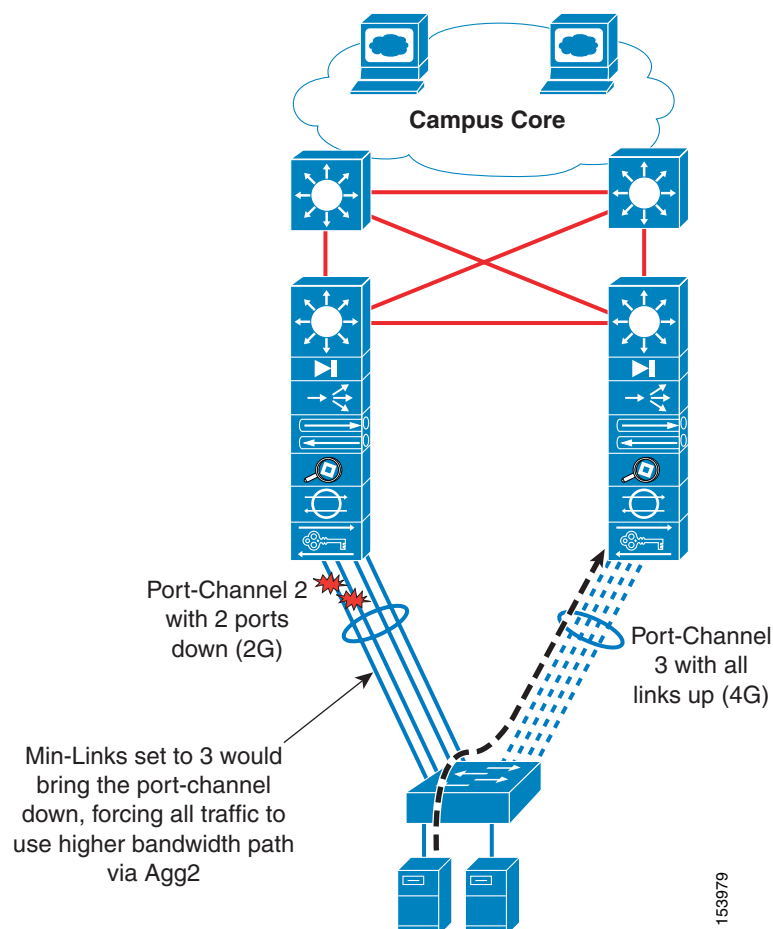 Campus Core
Port-Channel 2
with 2 ports
down (2G)
Port-Channel
3 with all
links up (4G)
Min-Links set to 3 would
bring the port-channel
down, forcing all traffic to
use higher bandwidth path
via Agg2
153979